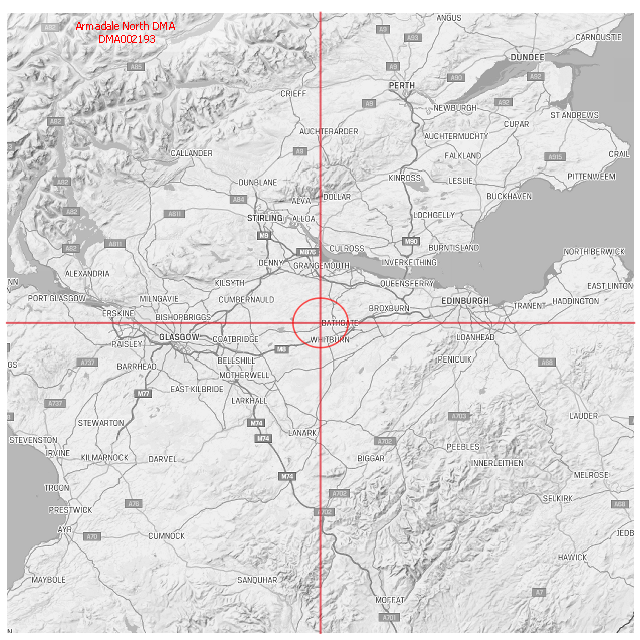 Armadale North DMA
DMA002193
ANGUS
A9
A93
CARNOUSTIE
A82
A85
A9
DUNDEE
A90
A92
PERTH
CRIEFF
A9
NEWBURGH
A92
ST ANDREWS
A82
CUPAR
AUCHTERARDER
AUCHTERMUCHTY
CALLANDER
A9
FALKLAND
A915
CRAIL
KINROSS
LESLIE
PITTENWEEM
A82
DUNBLANE
DOLLAR
BUCKHAVEN
A84
ALVA
A82
A811
STIRLING
ALLOA
LOCHGELLY
M9
M90
A82
A811
CULROSS
BURNTISLAND
NORTH BERWICK
DENNY
M876
GRANGEMOUTH
INVERKEITHING
ALEXANDRIA
NN
KILSYTH
QUEENSFERRY
EAST LINTON
PORT GLASGOW
MILNGAVIE
CUMBERNAULD
EDINBURGH
HADDINGTON
ERSKINE
BROXBURN
TRANENT
BISHOPBRIGGS
BATHGATE
GLASGOW
COATBRIDGE
WHITBURN
LOANHEAD
PAISLEY
M8
A737
BELLSHILL
PENICUIK
A68
GS
BARRHEAD
MOTHERWELL
EAST KILBRIDE
M77
LARKHALL
A737
STEWARTON
M74
A703
LAUDER
LANARK
STEVENSTON
M74
A702
PEEBLES
IRVINE
KILMARNOCK
DARVEL
BIGGAR
INNERLEITHEN
M74
MELROSE
TROON
A702
SELKIRK
A76
A68
PRESTWICK
A702
AYR
A70
CUMNOCK
JEDB
HAWICK
MAYBOLE
SANQUHAR
A7
MOFFAT
A701